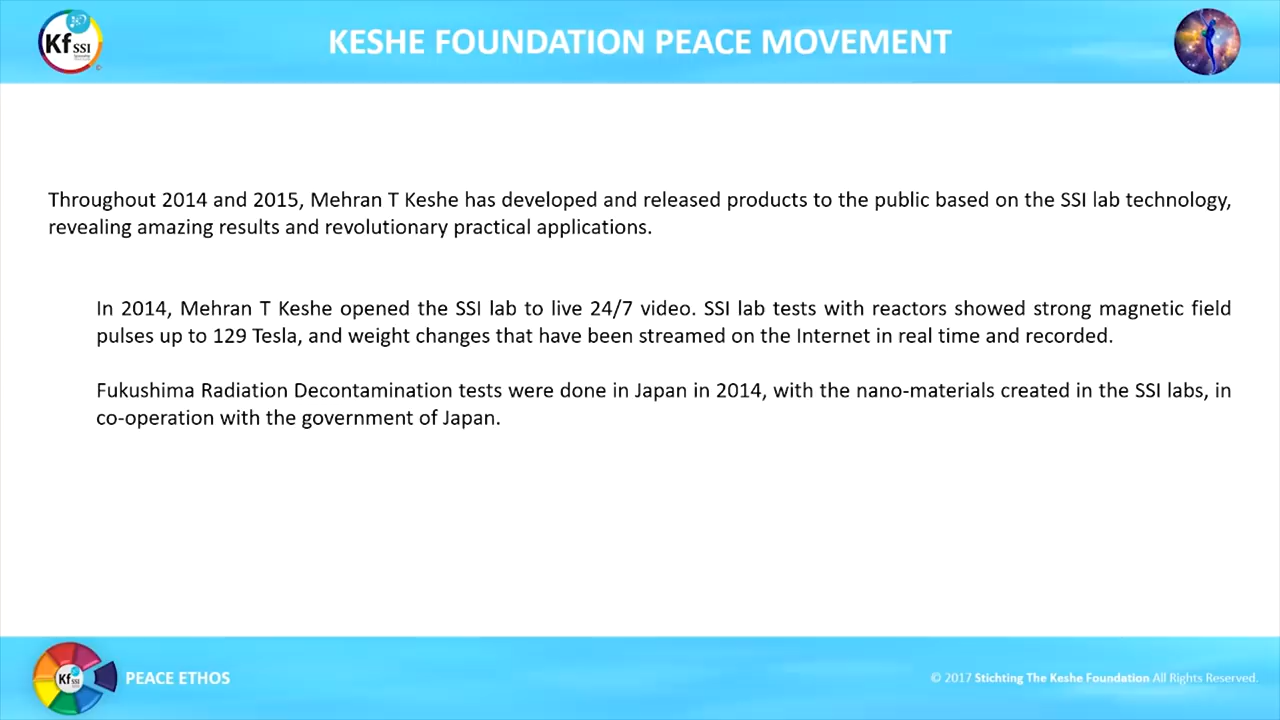 Kf SSI
KESHE FOUNDATION PEACE MOVEMENT
Throughout 2014 and 2015, Mehran T Keshe has developed and released products to the public based on the SSI lab technology,
revealing amazing results and revolutionary practical applications.
In 2014, Mehran T Keshe opened the SSI lab to live 24/7 video. SSI lab tests with reactors showed strong magnetic field
pulses up to 129 Tesla, and weight changes that have been streamed on the Internet in real time and recorded.
Fukushima Radiation Decontamination tests were done in Japan in 2014, with the nano-materials created in the SSI labs, in
co-operation with the government of Japan.
Kf SSI
PEACE ETHOS
© 2017 Stichting The Keshe Foundation All Rights Reserved.